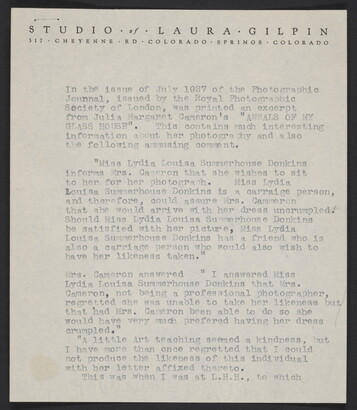 STUDIO of LAURA GILPIN
317 · CHEYENNE · RD · COLORADO · SPRINGS · COLORADO
In the issue of July 1937 of the Photographic
Journal, issued by the Royal Photographic
Society of London, was printed an excerpt
from Julia Margaret Cameron's "ANNALS OF MY
GLASS HOUSE". This contains much interesting
information about her photography and also
the following amusing comment.
"Miss Lydia Louisa Summerhouse Donkins
informs Mrs. Cameron that she wishes to sit
to her for her photograph. Miss Lydia
Louisa Summerhouse Donkins is a carraige person,
and therefore, could assure Mrs. Cammeron
that she would arrive with her dress uncrumpled.
Should Miss Lydia Louisa Summerhouse Donkins
be satisfied with her picture, Miss Lydia
Louisa Summerhouse Donkins has a friend who is
also a carriage person who would also wish to
have her likeness taken."
Mrs. Cameron answered " I answered Miss
Lydia Louisa Summerhouse Donkins that Mrs.
Cameron, not being a professional photographer,
regretted she was unable to take her likeness but
that had Mrs. Cameron been able to do so she
would have very much prefered having her dress
crumpled."
"A little Art teaching seemed a kindness, but
I have more than once regretted that I could
not produce the likeness of this individual
with her letter affixed thereto.
This was when I was at L.H.H., to which